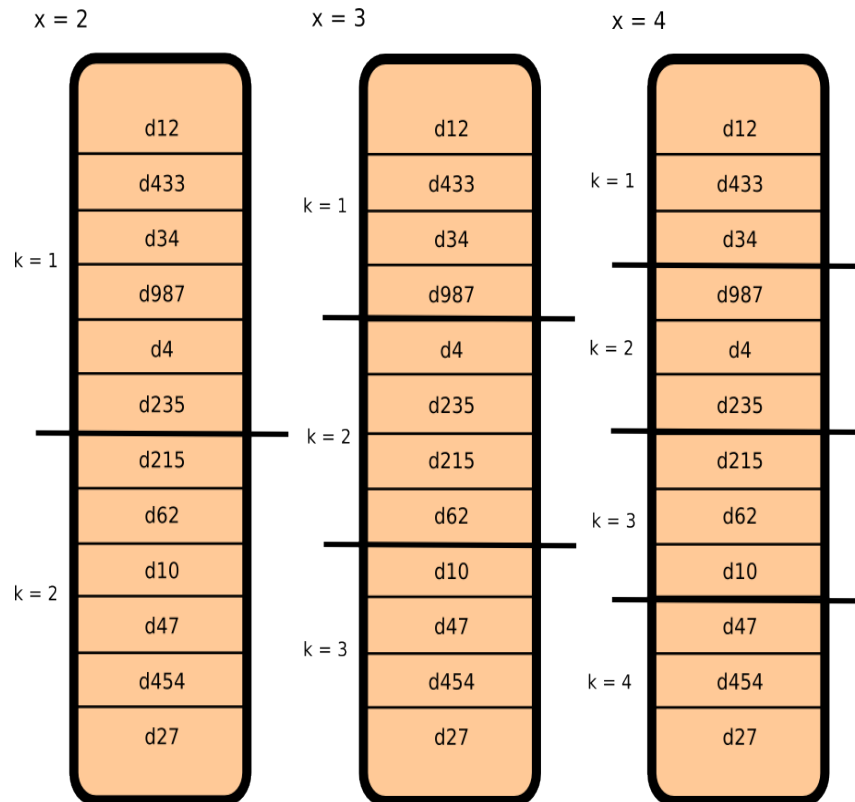 x = 2
x = 3
x = 4
d12
d433
d34
d987
d4
d235
d215
d62
d10
d47
d454
d27
k = 1
k = 2
d12
d433
d34
d987
d4
d235
d215
d62
d10
d47
d454
d27
k = 1
k = 2
k = 3
d12
d433
d34
d987
d4
d235
d215
d62
d10
d47
d454
d27
k = 1
k = 2
k = 3
k = 4